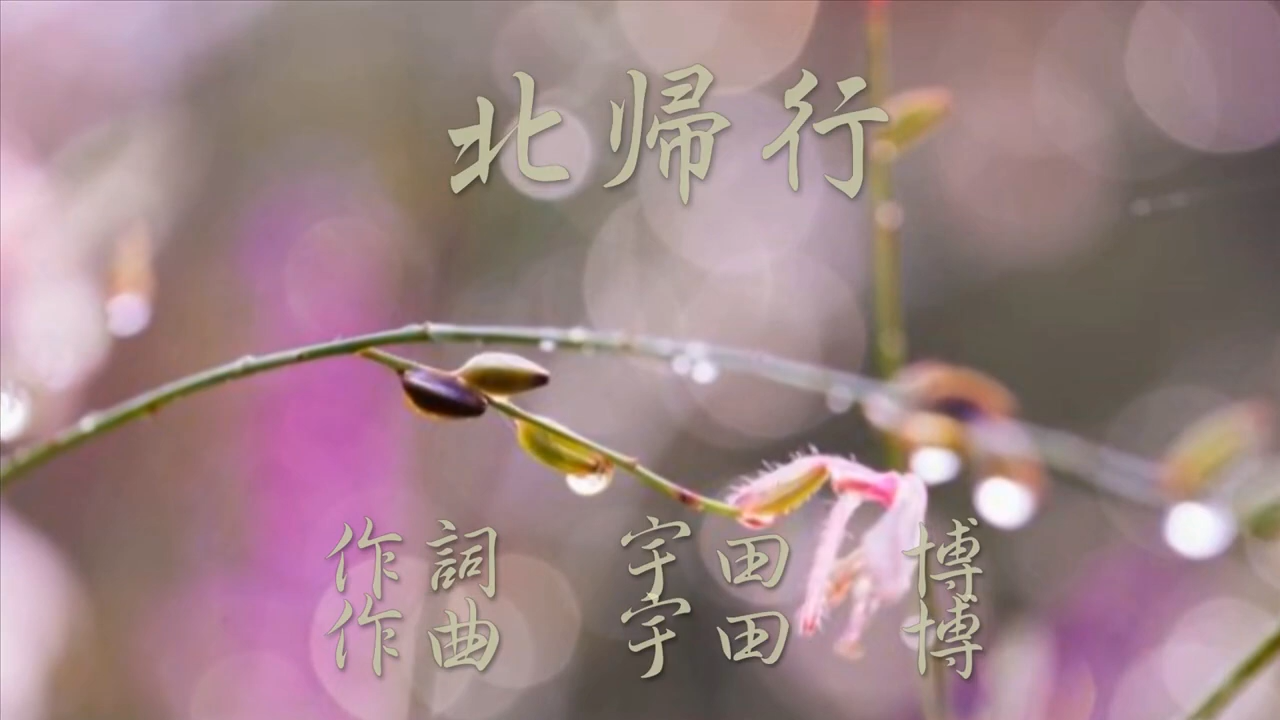 北帰行
作詞 宇田 博
作曲 宇田 博